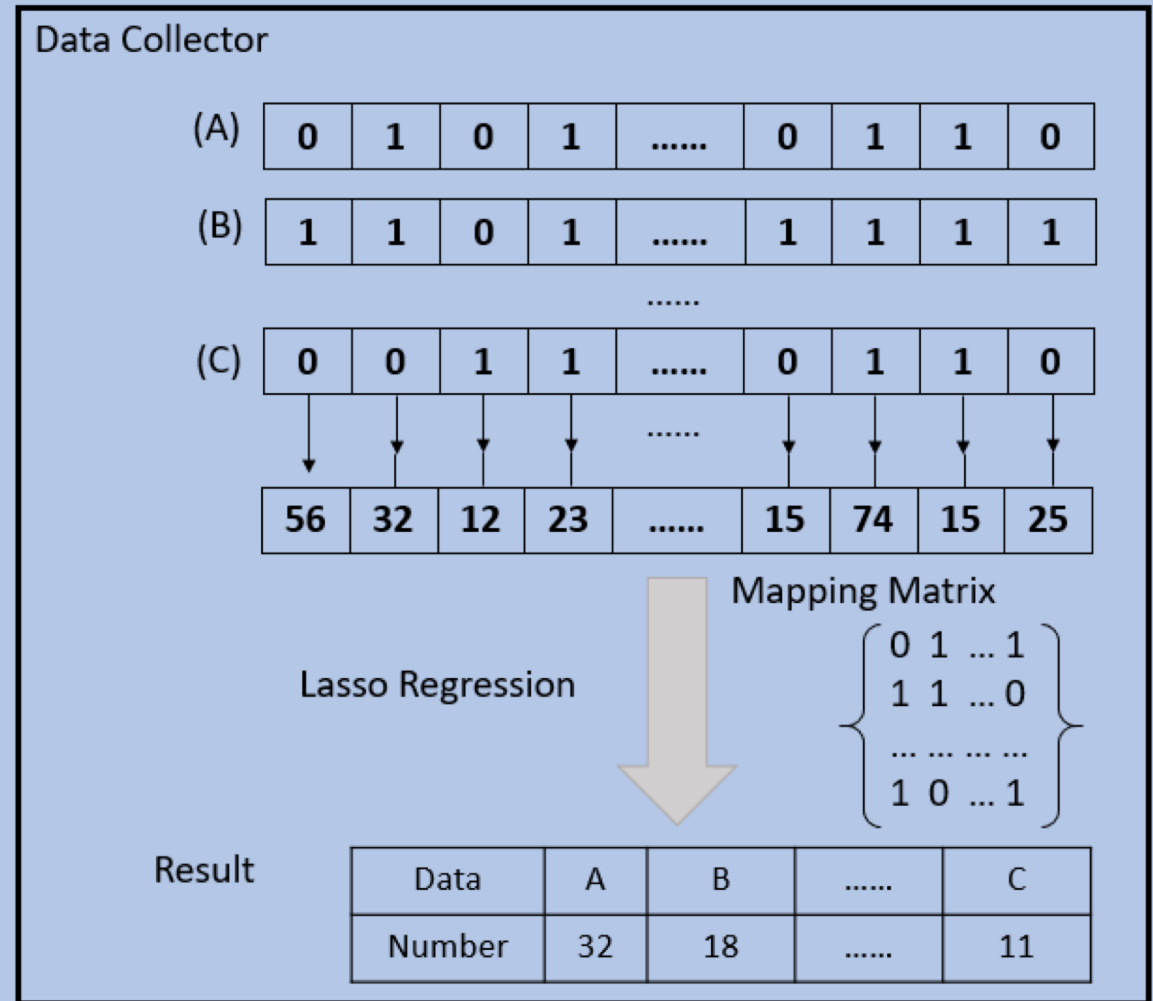 Data Collector
(A) 0 1 0 1 ...... 0 1 1 0
(B) 1 1 0 1 ...... 1 1 1 1
......
(C) 0 0 1 1 ...... 0 1 1 0
......
56 32 12 23 ...... 15 74 15 25
Mapping Matrix
0 1 ... 1
1 1 ... 0
... ... ... ...
1 0 ... 1
Lasso Regression
Result
Data A B ...... C
Number 32 18 ...... 11